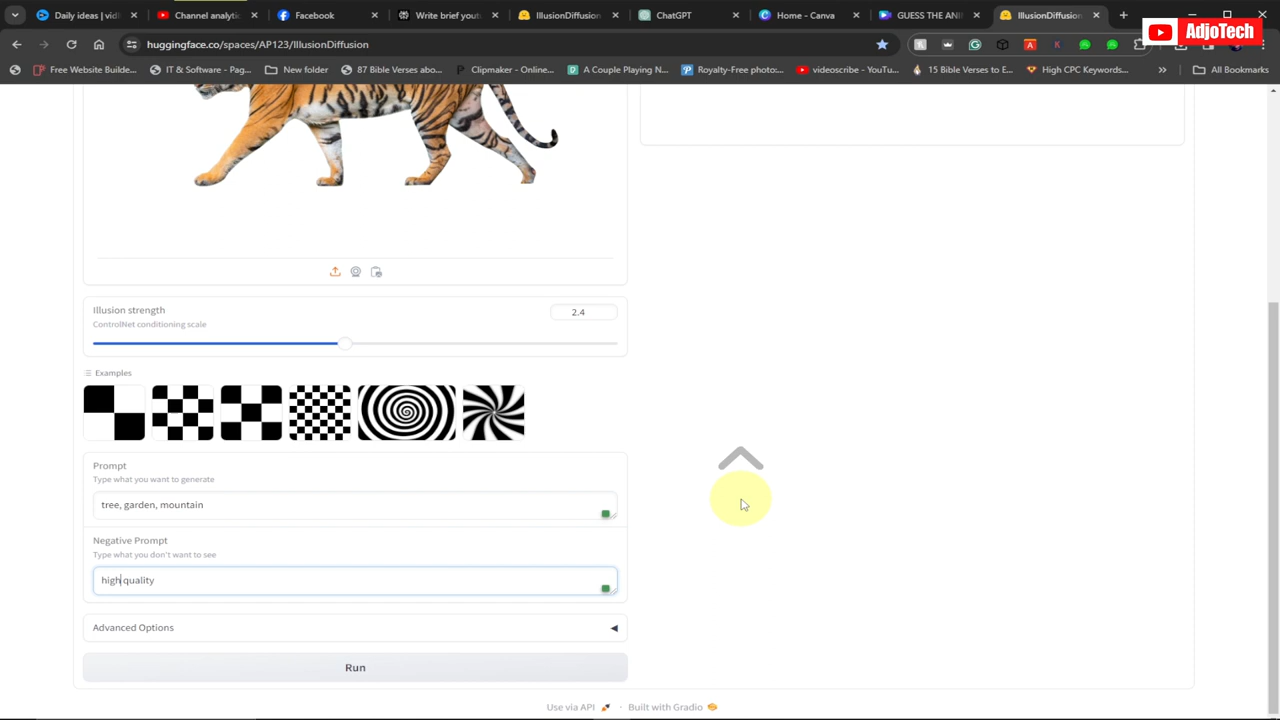 Daily ideas | vid
Channel analytic
Facebook
Write brief youtu
IllusionDiffusion
ChatGPT
Home - Canva
GUESS THE ANI
IllusionDiffusion
huggingface.co/spaces/AP123/IllusionDiffusion
AdjoTech
Free Website Builde...
IT & Software - Pag...
New folder
87 Bible Verses abo...
Clipmaker - Online...
A Couple Playing N...
Royalty-Free photo:...
videoscribe - YouTu...
15 Bible Verses to E...
High CPC Keywords...
All Bookmarks
Illusion strength
2.4
ControlNet conditioning scale
Examples
Prompt
Type what you want to generate
tree, garden, mountain
Negative Prompt
Type what you don't want to see
high quality
Advanced Options
Run
Use via API · Built with Gradio